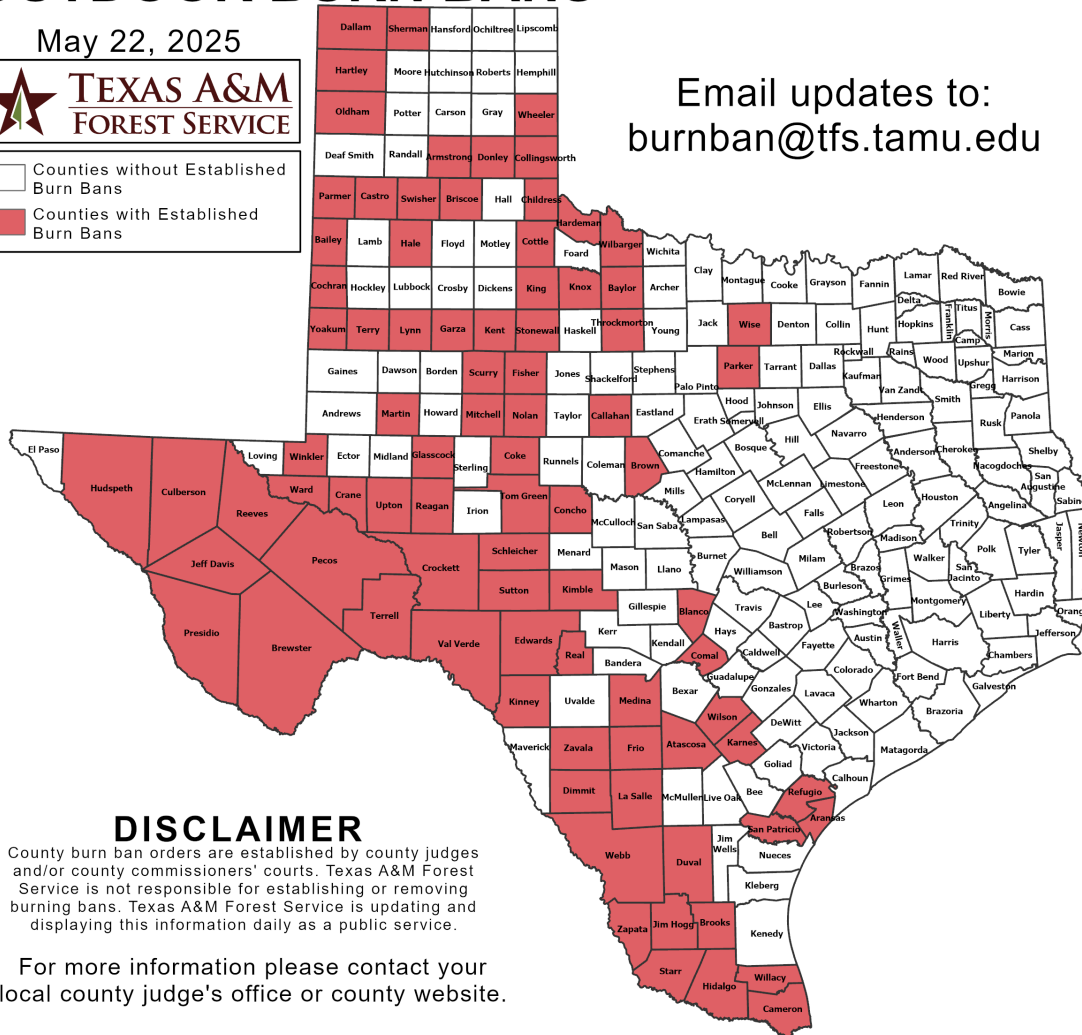 OUTDOOR BURN BANS
May 22, 2025
TEXAS A&M
FOREST SERVICE
Counties without Established
Burn Bans
Counties with Established
Burn Bans
Email updates to:
burnban@tfs.tamu.edu
Dallam Sherman Hansford Ochiltree Lipscomb
Hartley Moore Hutchinson Roberts Hemphill
Oldham Potter Carson Gray Wheeler
Deaf Smith Randall Armstrong Donley Collingsworth
Parmer Castro Swisher Briscoe Hall Childress
Hardeman
Bailey Lamb Hale Floyd Motley Cottle Foard Wilbarger Wichita
Clay Montague Cooke Grayson Fannin Lamar Red River Bowie
Cochran Hockley Lubbock Crosby Dickens King Knox Baylor Archer
Delta Titus Franklin Morris
Yoakum Terry Lynn Garza Kent Stonewall Haskell Throckmorton Young Jack Wise Denton Collin Hunt Hopkins Camp Cass
Gaines Dawson Borden Scurry Fisher Jones Shackelford Stephens Palo Pinto Parker Tarrant Dallas Rockwall Kaufman Rains Wood Upshur Marion
Van Zandt Smith Gregg Harrison
Andrews Martin Howard Mitchell Nolan Taylor Callahan Eastland Erath Hood Somervell Johnson Ellis Henderson Rusk Panola
El Paso Loving Winkler Ector Midland Glasscock Sterling Coke Runnels Coleman Brown Comanche Bosque Hill Navarro Anderson Cherokee Shelby
Hudspeth Culberson Reeves Ward Crane Upton Reagan Irion Tom Green Concho McCulloch San Saba Mills Hamilton Coryell McLennan Limestone Freestone Leon Houston Nacogdoches San Augustine Angelina
Jeff Davis Pecos Crockett Schleicher Menard Mason Llano Lampasas Burnet Bell Falls Milam Robertson Madison Trinity Walker Polk Tyler Jasper
Terrell Sutton Kimble Gillespie Blanco Williamson Travis Lee Burleson Brazos Grimes San Jacinto Montgomery Liberty Hardin
Presidio Brewster Val Verde Edwards Real Kerr Kendall Bandera Comal Hays Caldwell Bastrop Fayette Washington Austin Waller Harris Chambers Jefferson
Kinney Uvalde Medina Bexar Guadalupe Gonzales Lavaca Colorado Wharton Fort Bend Brazoria Galveston
Maverick Zavala Frio Atascosa Wilson Karnes DeWitt Victoria Jackson Matagorda
Dimmit La Salle McMullen Live Oak Bee Goliad Refugio Calhoun
Aransas
Webb Duval Jim Wells San Patricio Nueces
Kleberg
Zapata Jim Hogg Brooks Kenedy
Starr Hidalgo Willacy
Cameron
DISCLAIMER
County burn ban orders are established by county judges
and/or county commissioners' courts. Texas A&M Forest
Service is not responsible for establishing or removing
burning bans. Texas A&M Forest Service is updating and
displaying this information daily as a public service.
For more information please contact your
local county judge's office or county website.